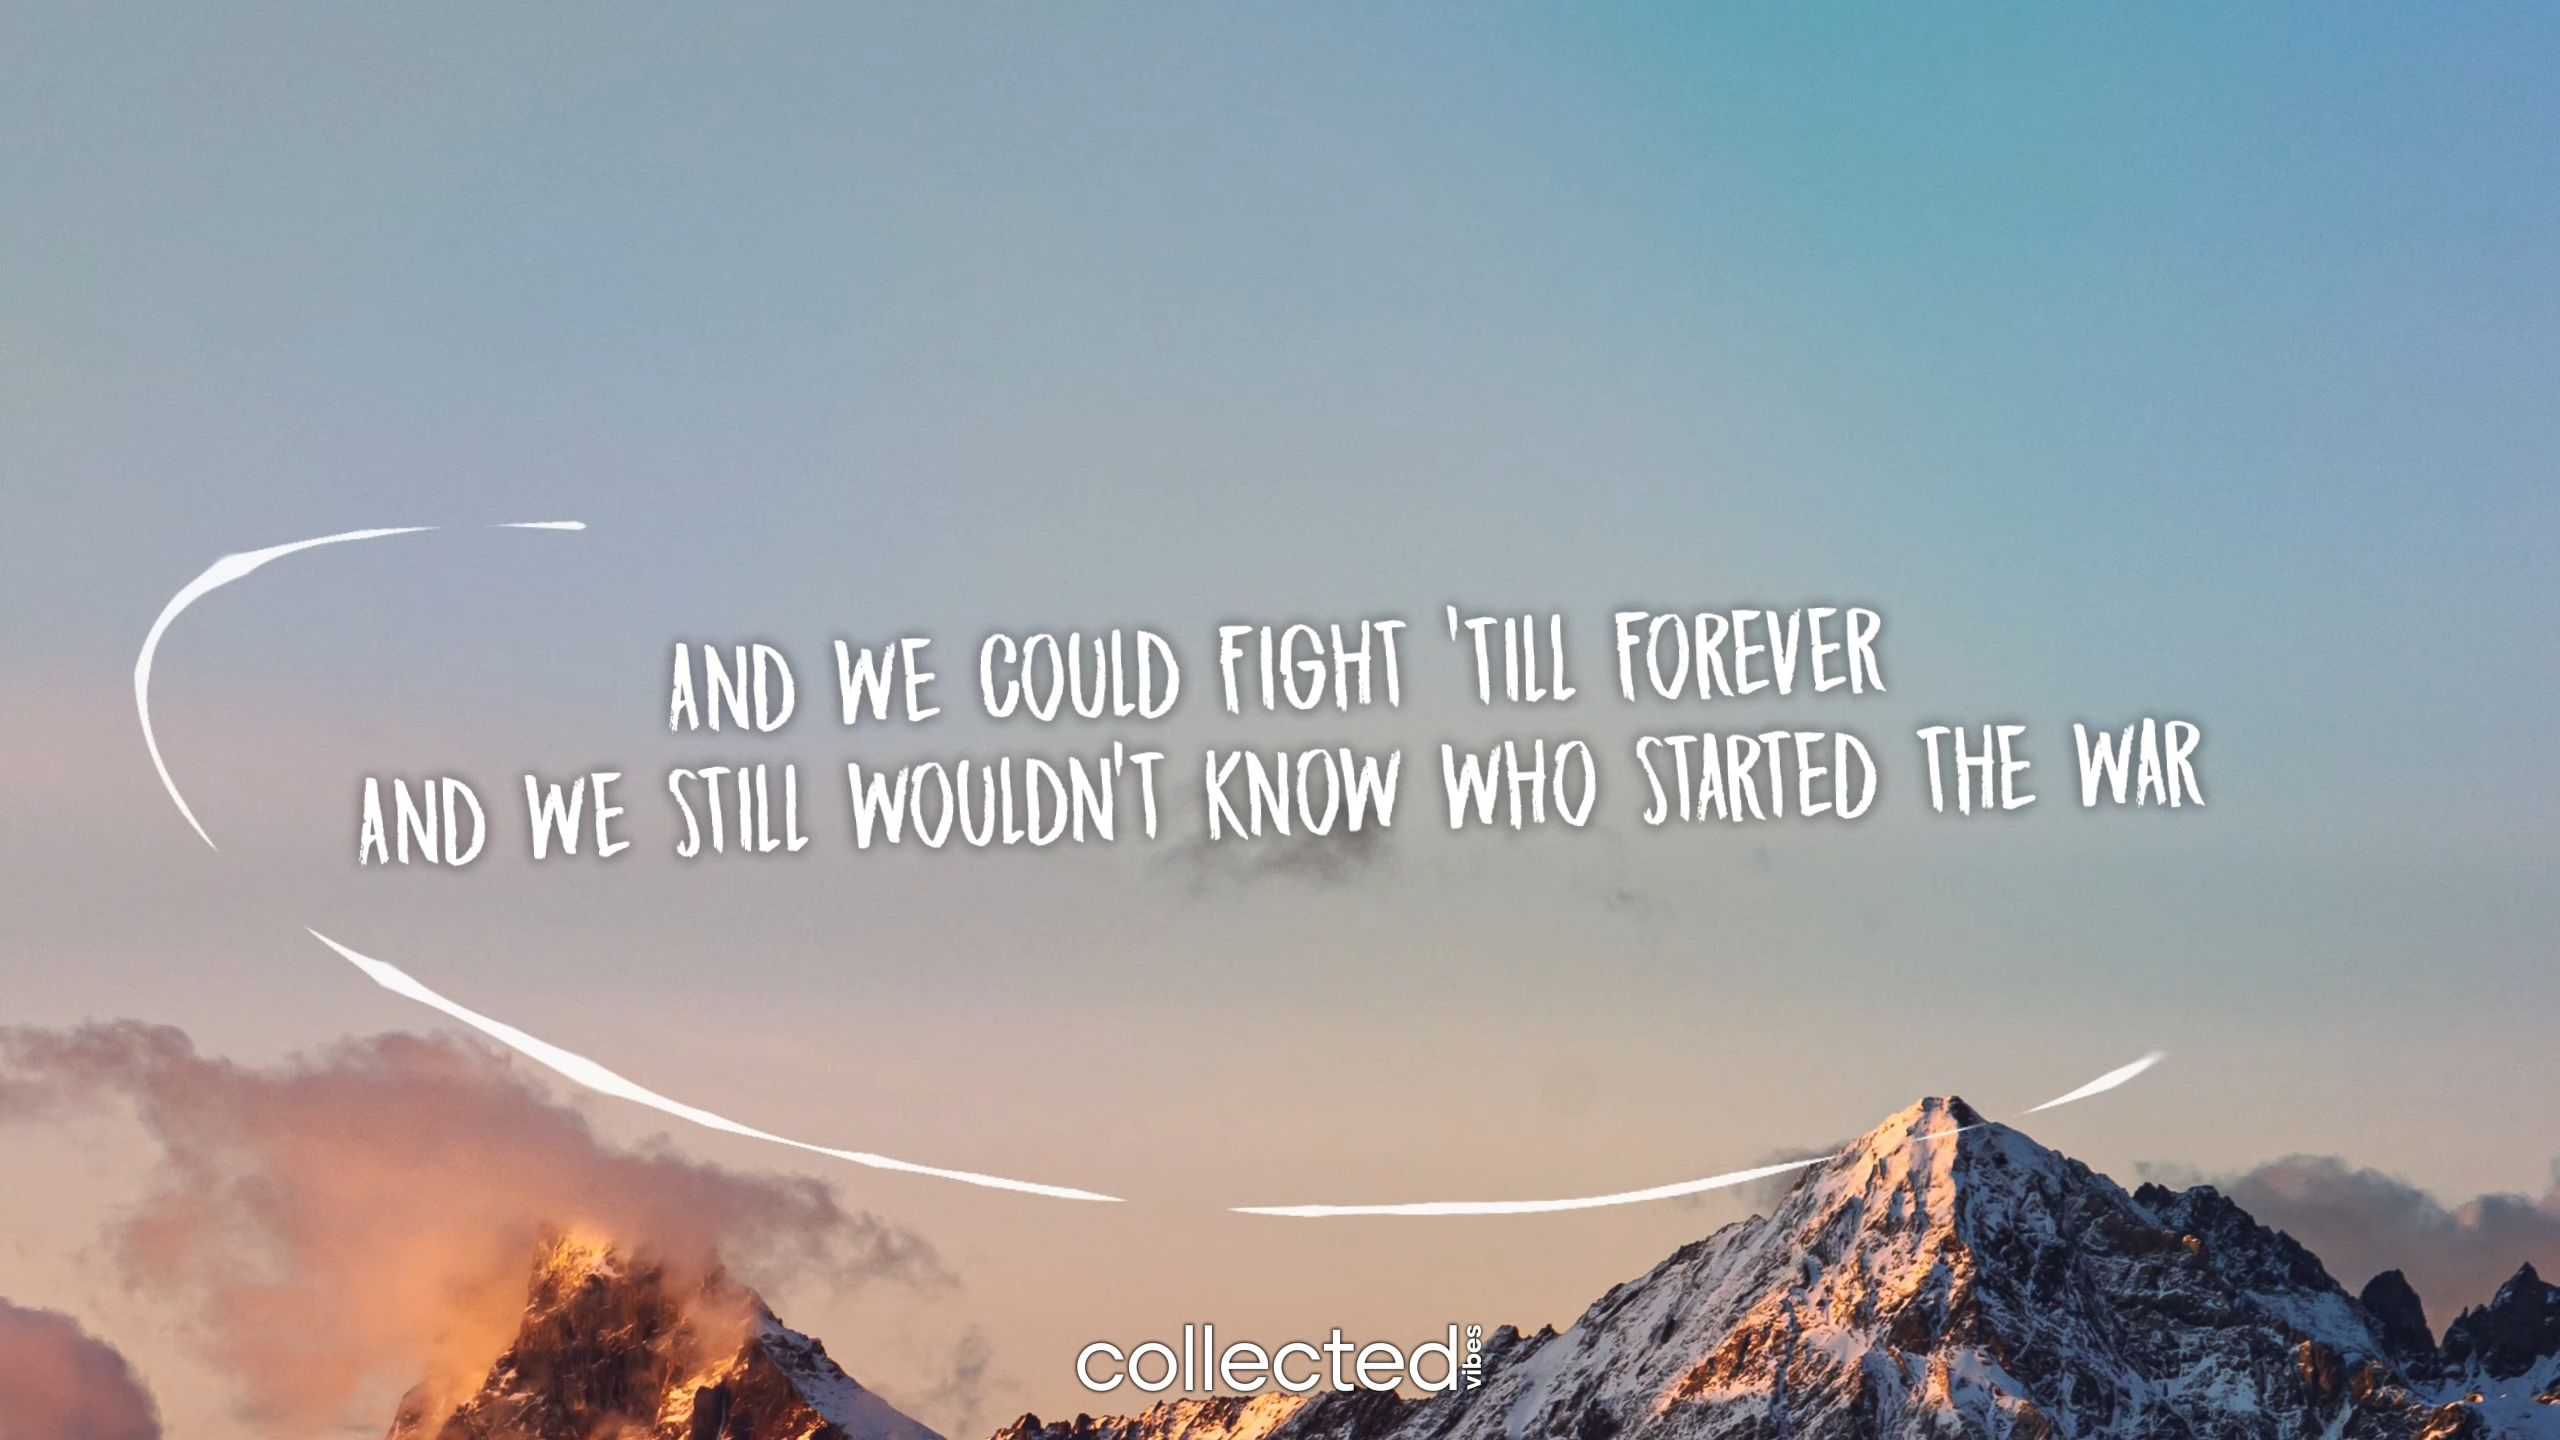 AND WE COULD FIGHT 'TILL FOREVER
AND WE STILL WOULDN'T KNOW WHO STARTED THE WAR
collected vibes